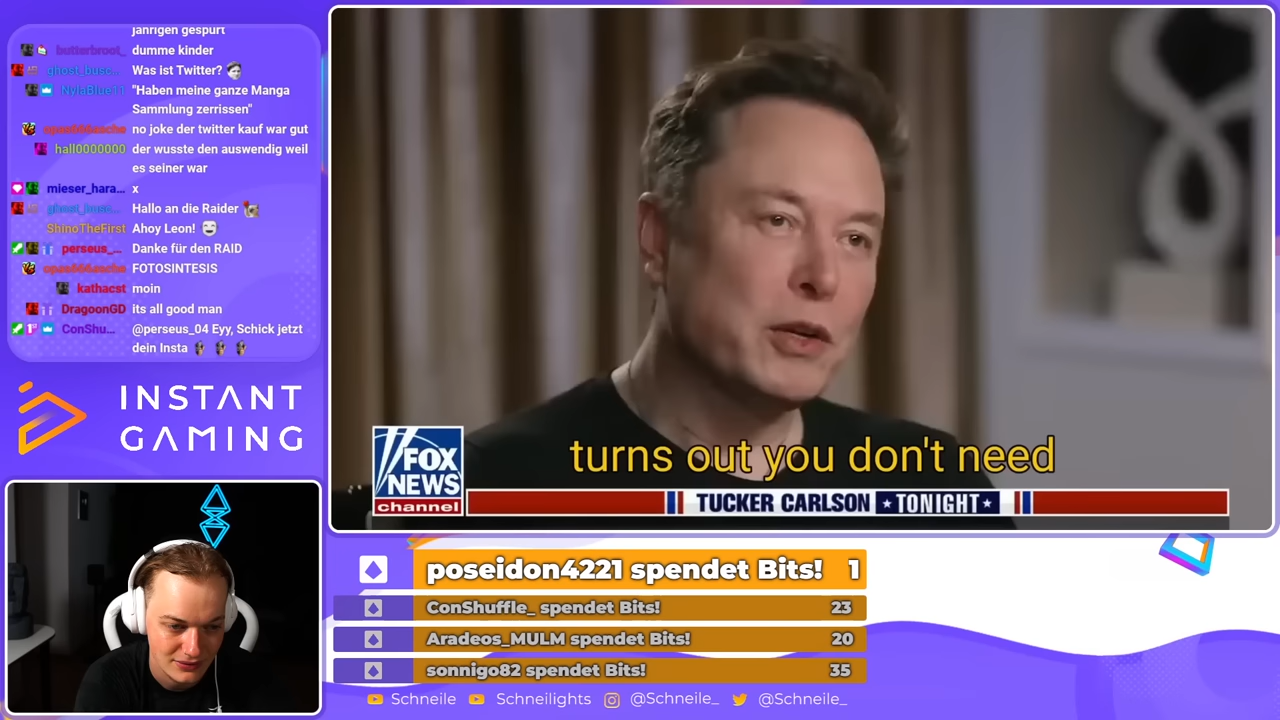 jährigen gespürt
butterbroot_ dumme kinder
ghost_busc... Was ist Twitter?
NylaBlue11 "Haben meine ganze Manga
Sammlung zerrissen"
no joke der twitter kauf war gut
hall0000000 der wusste den auswendig weil
es seiner war
mieser_hara... x
ghost_busc... Hallo an die Raider
ShinoTheFirst Ahoy Leon!
perseus_... Danke für den RAID
FOTOSINTESIS
kathacst moin
DragoonGD its all good man
ConShu... @perseus_04 Eyy, Schick jetzt
dein Insta
INSTANT
GAMING
turns out you don't need
FOX
NEWS
channel
TUCKER CARLSON TONIGHT
poseidon4221 spendet Bits! 1
ConShuffle_ spendet Bits! 23
Aradeos_MULM spendet Bits! 20
sonnigo82 spendet Bits! 35
Schneile Schneilights @Schneile_ @Schneile_